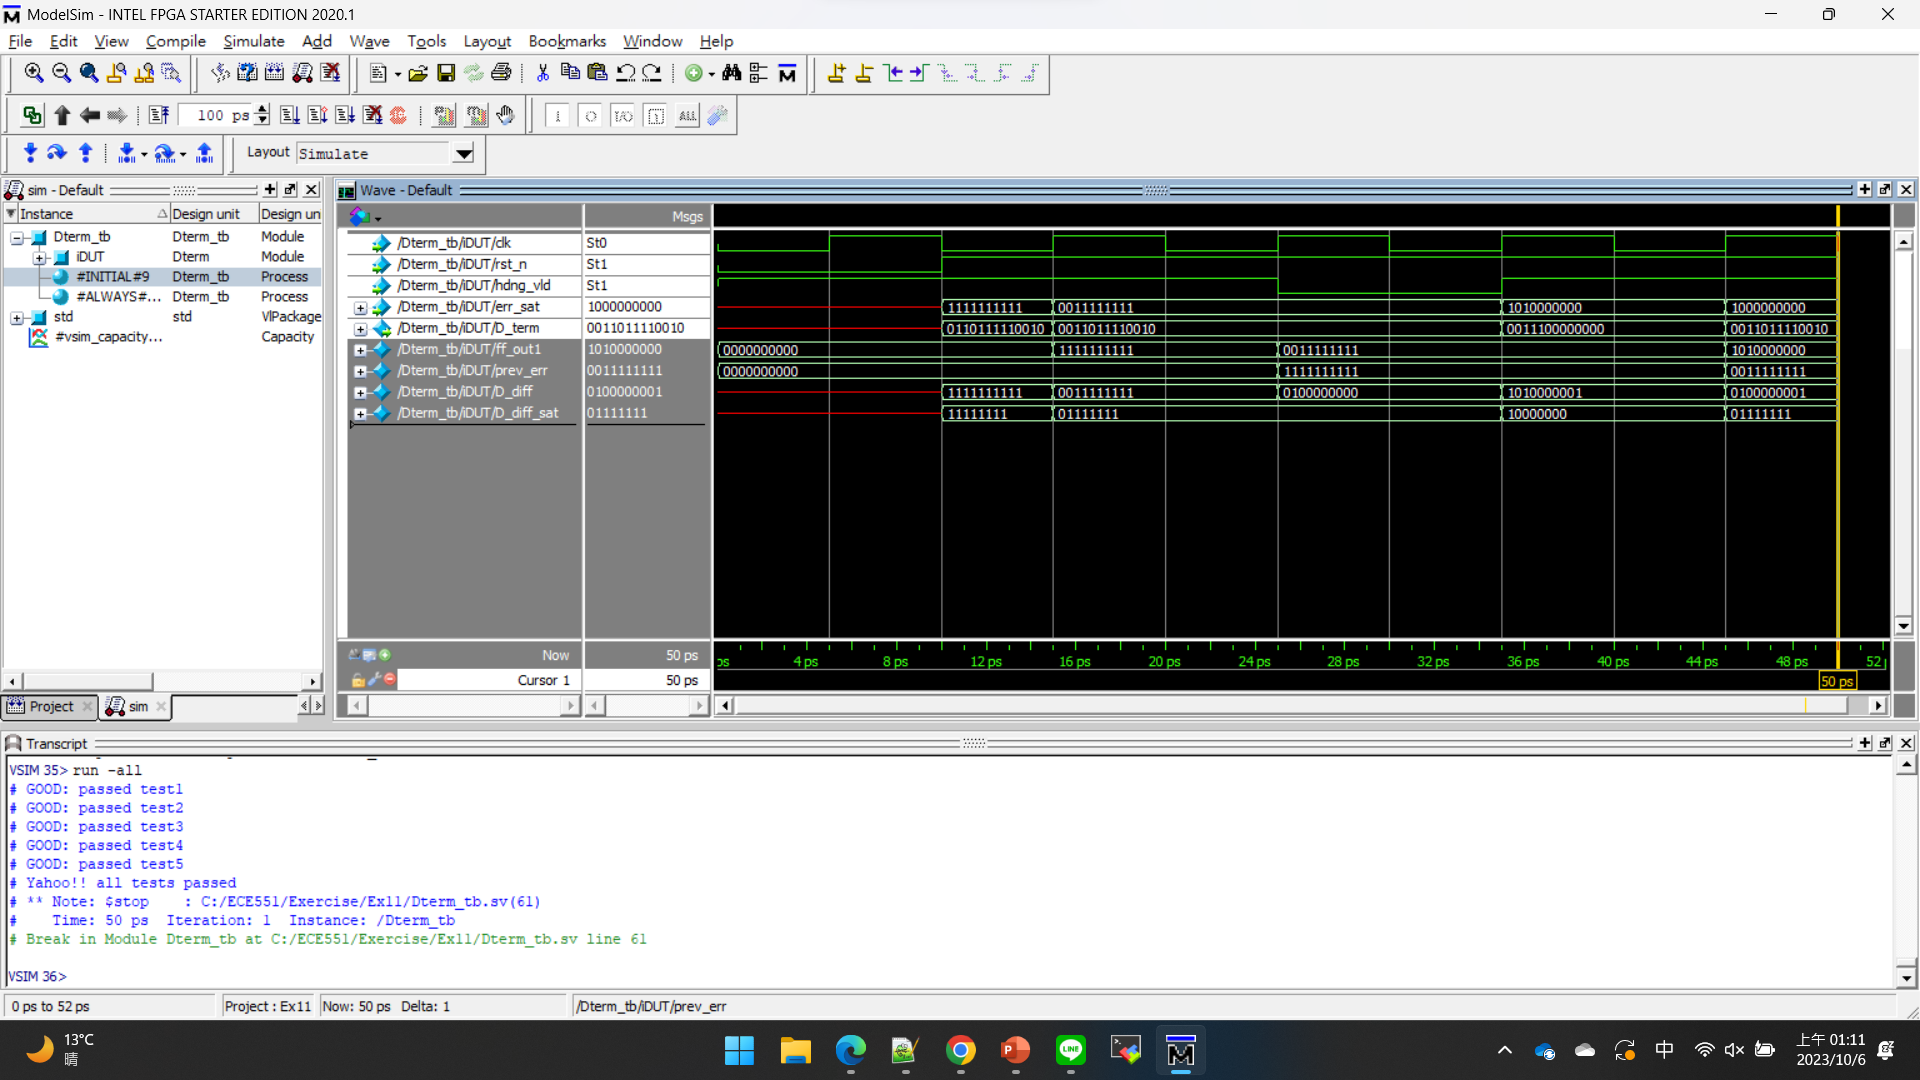 ModelSim - INTEL FPGA STARTER EDITION 2020.1
File Edit View Compile Simulate Add Wave Tools Layout Bookmarks Window Help
100 ps
Layout Simulate
sim - Default
Instance Design unit Design un
Dterm_tb Dterm_tb Module
iDUT Dterm Module
#INITIAL#9 Dterm_tb Process
#ALWAYS#... Dterm_tb Process
std std VlPackage
#vsim_capacity... Capacity
Project sim
Wave - Default
Msgs
/Dterm_tb/iDUT/clk St0
/Dterm_tb/iDUT/rst_n St1
/Dterm_tb/iDUT/hdng_vld St1
/Dterm_tb/iDUT/err_sat 1000000000 1111111111 0011111111 1010000000 1000000000
/Dterm_tb/iDUT/D_term 0011011110010 0110111110010 0011011110010 0011100000000 0011011110010
/Dterm_tb/iDUT/ff_out1 1010000000 0000000000 1111111111 0011111111 1010000000
/Dterm_tb/iDUT/prev_err 0011111111 0000000000 1111111111 0011111111
/Dterm_tb/iDUT/D_diff 0100000001 1111111111 0011111111 0100000000 1010000001 0100000001
/Dterm_tb/iDUT/D_diff_sat 01111111 11111111 01111111 10000000 01111111
Now 50 ps
ps 4 ps 8 ps 12 ps 16 ps 20 ps 24 ps 28 ps 32 ps 36 ps 40 ps 44 ps 48 ps 52
Cursor 1 50 ps
50 ps
Transcript
VSIM 35> run -all
# GOOD: passed test1
# GOOD: passed test2
# GOOD: passed test3
# GOOD: passed test4
# GOOD: passed test5
# Yahoo!! all tests passed
# ** Note: $stop : C:/ECE551/Exercise/Ex11/Dterm_tb.sv(61)
# Time: 50 ps Iteration: 1 Instance: /Dterm_tb
# Break in Module Dterm_tb at C:/ECE551/Exercise/Ex11/Dterm_tb.sv line 61
VSIM 36>
0 ps to 52 ps Project : Ex11 Now: 50 ps Delta: 1 /Dterm_tb/iDUT/prev_err
13°C
晴
LINE
中
上午 01:11
2023/10/6